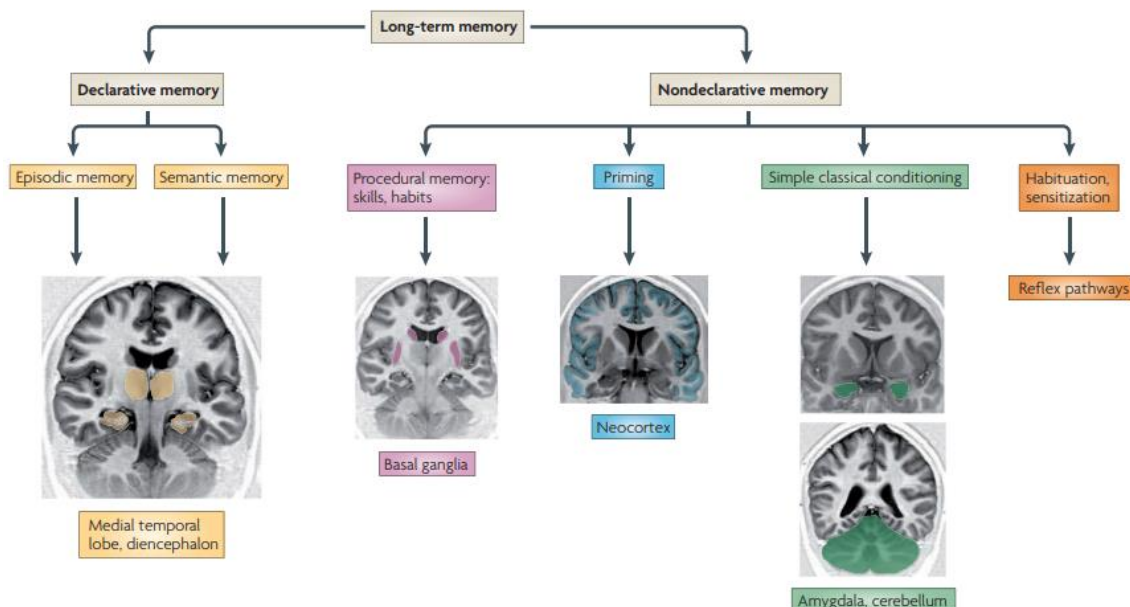 Long-term memory
Declarative memory
Nondeclarative memory
Episodic memory
Semantic memory
Procedural memory:
skills, habits
Priming
Simple classical conditioning
Habituation,
sensitization
Reflex pathways
Neocortex
Basal ganglia
Medial temporal
lobe, diencephalon
Amygdala, cerebellum